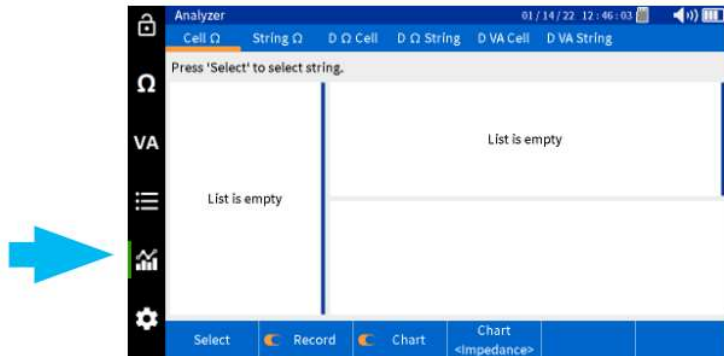 Analyzer
01/14/22 12:46:03
Cell Ω String Ω D Ω Cell D Ω String D VA Cell D VA String
Press 'Select' to select string.
Ω
VA
List is empty
List is empty
Select Record Chart Chart
<Impedance>